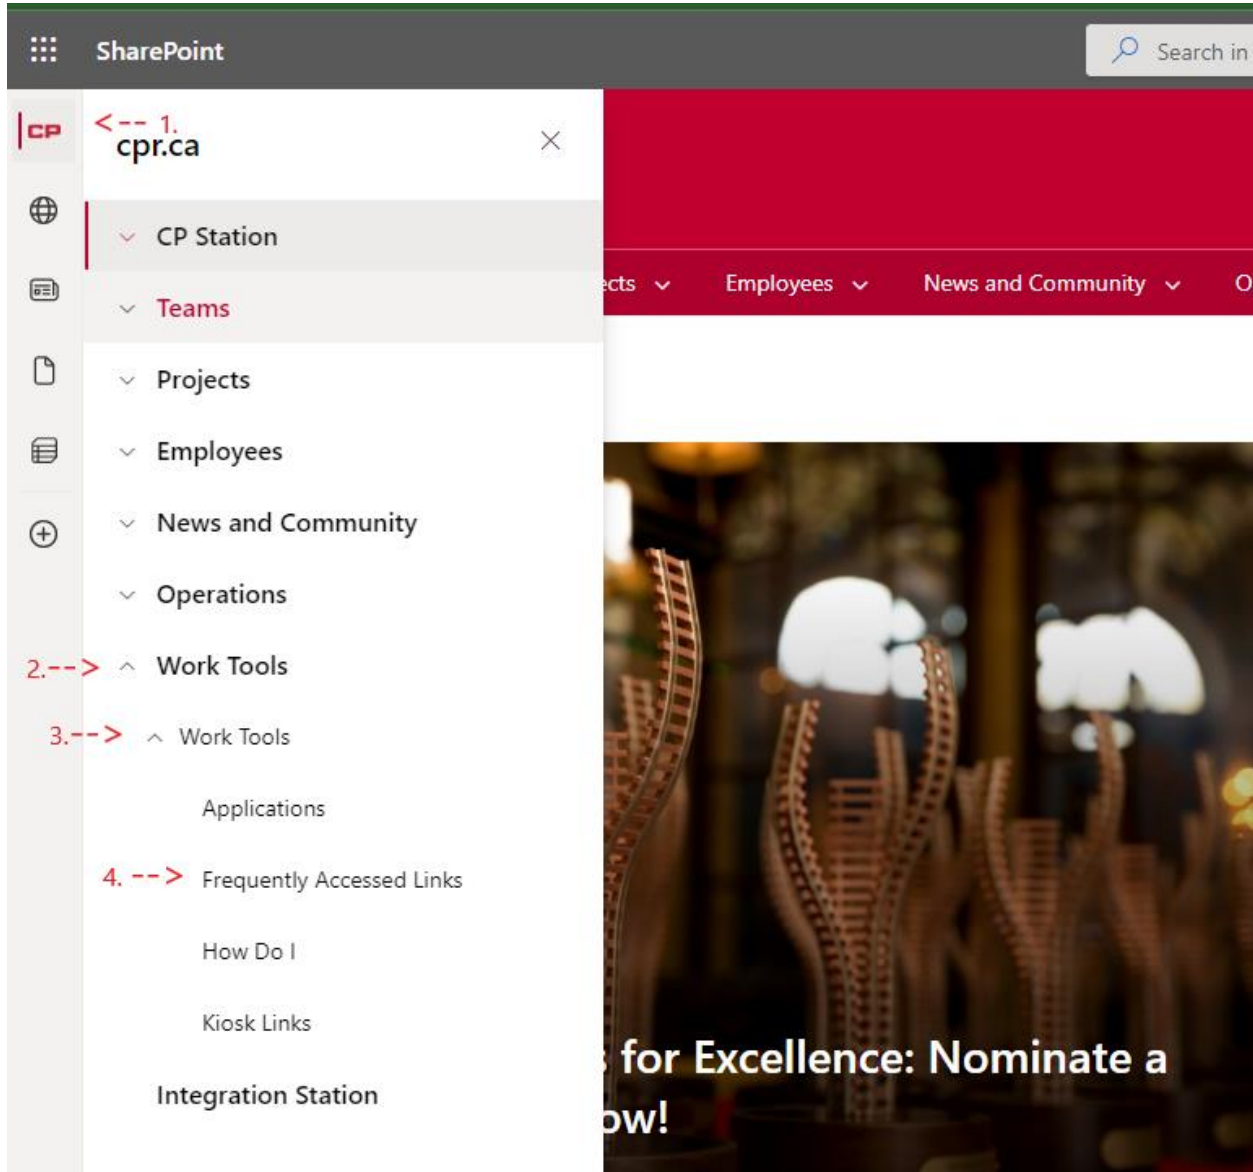 SharePoint
Search in
CP
<-- 1.
cpr.ca
CP Station
Teams
ects
Employees
News and Community
O
Projects
Employees
News and Community
Operations
2.-->
Work Tools
3.-->
Work Tools
Applications
4. -->
Frequently Accessed Links
How Do I
Kiosk Links
for Excellence: Nominate a
ow!
Integration Station